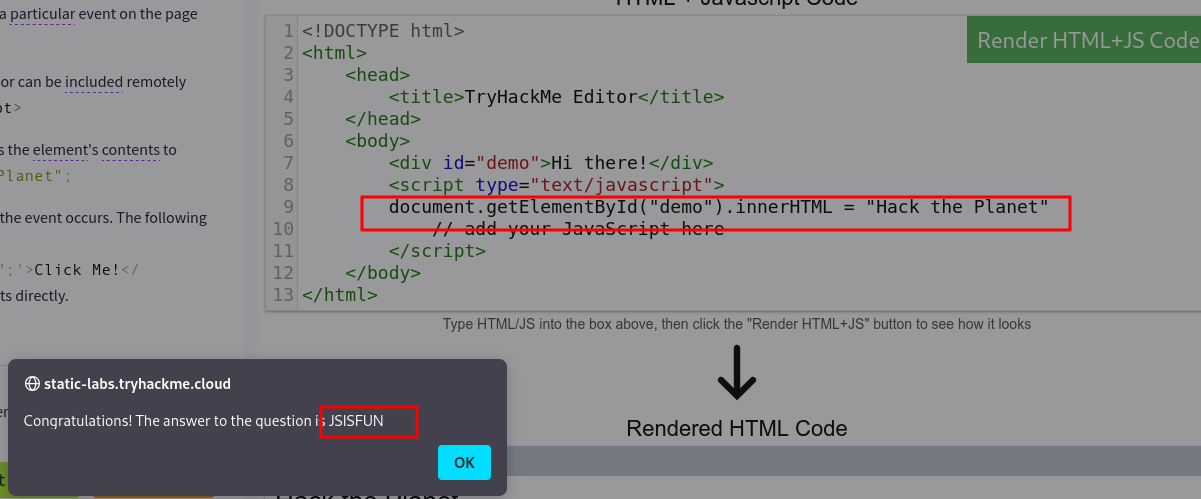 a particular event on the page
or can be included remotely
pt>
s the element's contents to
Planet";
the event occurs. The following
';'>Click Me!</
ts directly.
HTML + Javascript Code
Render HTML+JS Code
1 <!DOCTYPE html>
2 <html>
3 <head>
4 <title>TryHackMe Editor</title>
5 </head>
6 <body>
7 <div id="demo">Hi there!</div>
8 <script type="text/javascript">
9 document.getElementById("demo").innerHTML = "Hack the Planet"
10 // add your JavaScript here
11 </script>
12 </body>
13 </html>
Type HTML/JS into the box above, then click the "Render HTML+JS" button to see how it looks
Rendered HTML Code
Hack the Planet
static-labs.tryhackme.cloud
Congratulations! The answer to the question is JSISFUN
OK